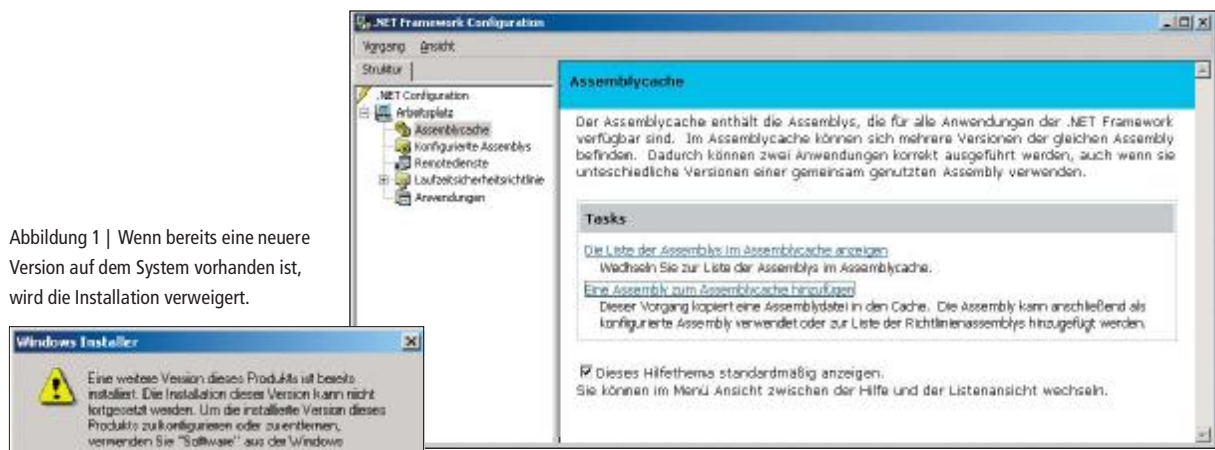 .NET Framework Configuration
Vorgang Ansicht
Struktur
.NET Configuration
Arbeitsplatz
Assemblycache
Konfigurierte Assemblys
Remotedienste
Laufzeitsicherheitsrichtlinie
Anwendungen
Assemblycache
Der Assemblycache enthält die Assemblys, die für alle Anwendungen der .NET Framework
verfügbar sind. Im Assemblycache können sich mehrere Versionen der gleichen Assembly
befinden. Dadurch können zwei Anwendungen korrekt ausgeführt werden, auch wenn sie
unteschiedliche Versionen einer gemeinsam genutzten Assembly verwenden.
Tasks
Die Liste der Assemblys im Assemblycache anzeigen
Wechseln Sie zur Liste der Assemblys im Assemblycache.
Eine Assembly zum Assemblycache hinzufügen
Dieser Vorgang kopiert eine Assemblydatei in den Cache. Die Assembly kann anschließend als
konfigurierte Assembly verwendet oder zur Liste der Richtlinienassemblys hinzugefügt werden.
Dieses Hilfethema standardmäßig anzeigen.
Sie können im Menü Ansicht zwischen der Hilfe und der Listenansicht wechseln.
Abbildung 1 | Wenn bereits eine neuere
Version auf dem System vorhanden ist,
wird die Installation verweigert.
Windows Installer
Eine weitere Version dieses Produkts ist bereits
installiert. Die Installation dieser Version kann nicht
fortgesetzt werden. Um die installierte Version dieses
Produkts zu konfigurieren oder zu entfernen,
verwenden Sie "Software" aus der Windows